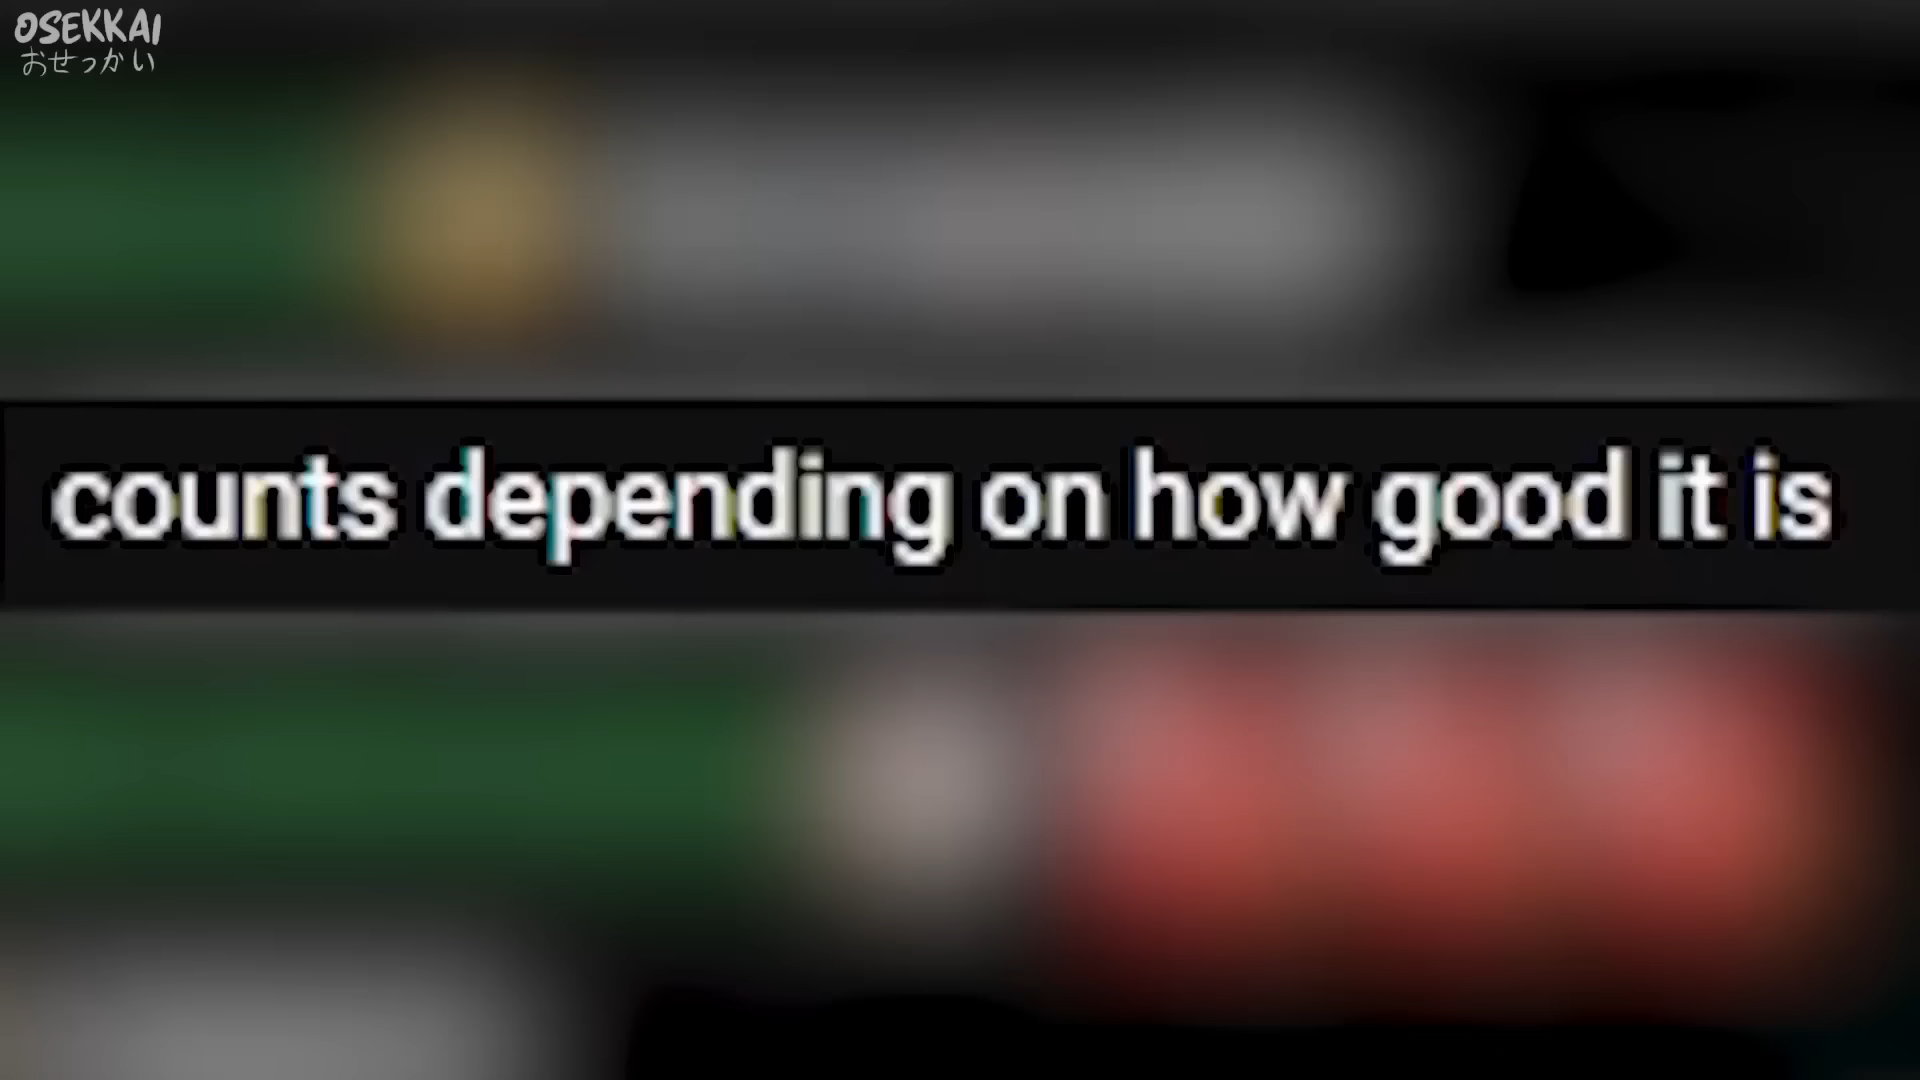 OSEKKAI
おせっかい
counts depending on how good it is